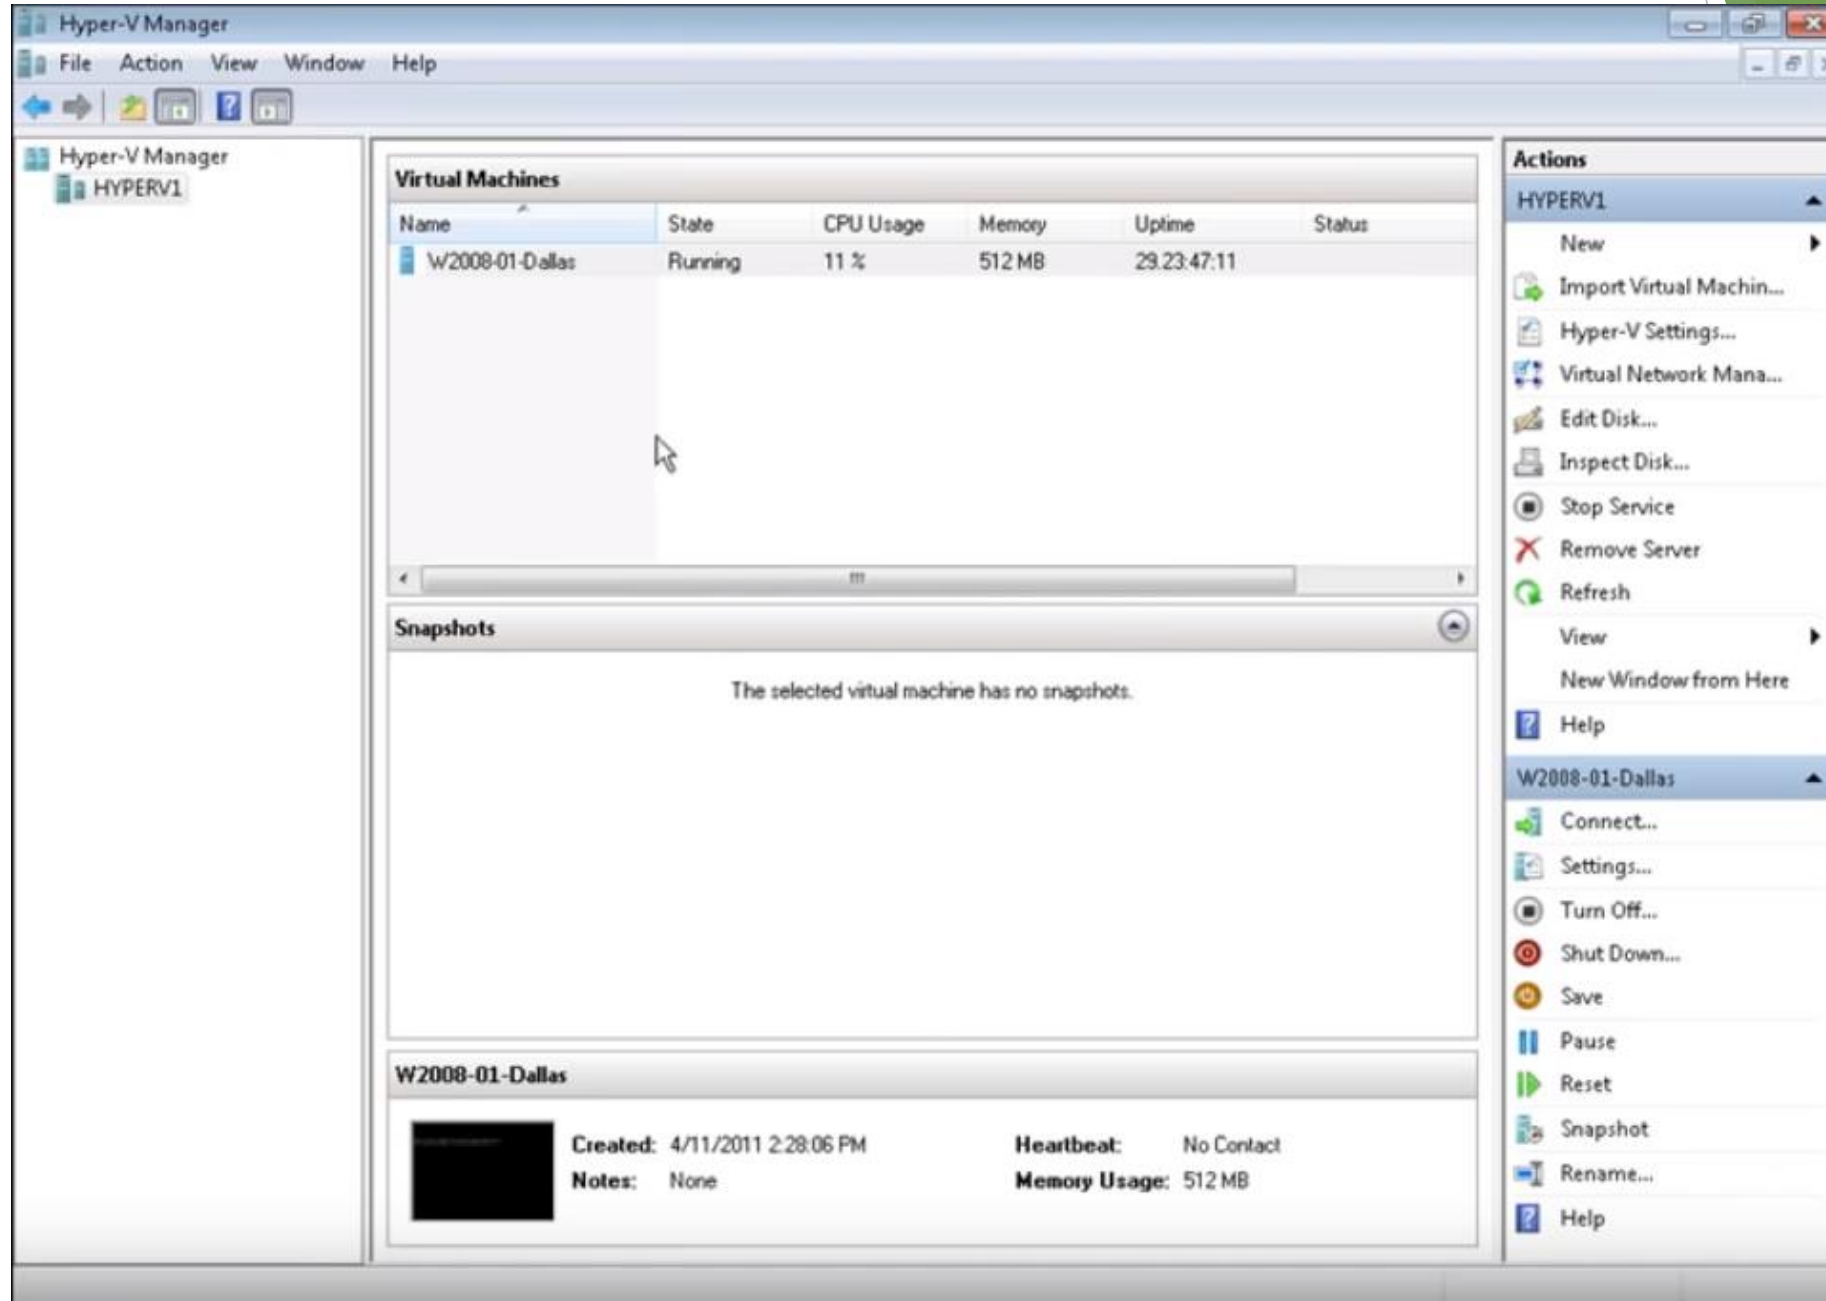 Hyper-V Manager
File Action View Window Help
Hyper-V Manager
HYPERV1
Virtual Machines
Name State CPU Usage Memory Uptime Status
W2008-01-Dallas Running 11 % 512 MB 29.23:47:11
Snapshots
The selected virtual machine has no snapshots.
W2008-01-Dallas
Created: 4/11/2011 2:28:06 PM Heartbeat: No Contact
Notes: None Memory Usage: 512 MB
Actions
HYPERV1
New
Import Virtual Machin...
Hyper-V Settings...
Virtual Network Mana...
Edit Disk...
Inspect Disk...
Stop Service
Remove Server
Refresh
View
New Window from Here
Help
W2008-01-Dallas
Connect...
Settings...
Turn Off...
Shut Down...
Save
Pause
Reset
Snapshot
Rename...
Help